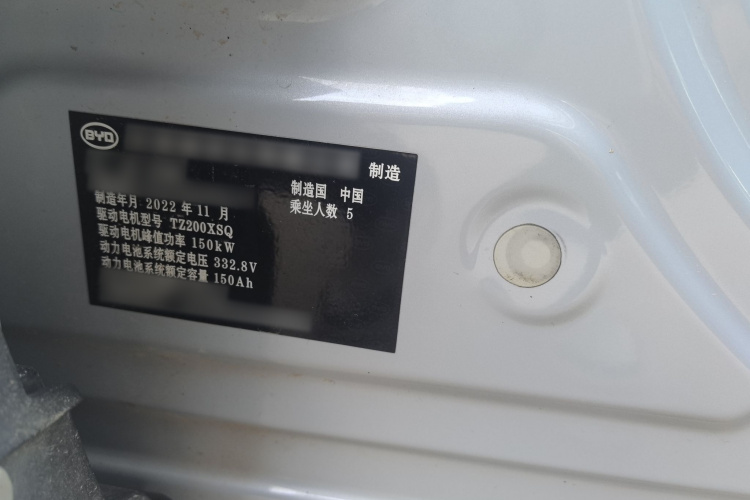 BYD
制造
制造国 中国
制造年月 2022 年 11 月
乘坐人数 5
驱动电机型号 TZ200XSQ
驱动电机峰值功率 150kW
动力电池系统额定电压 332.8V
动力电池系统额定容量 150Ah